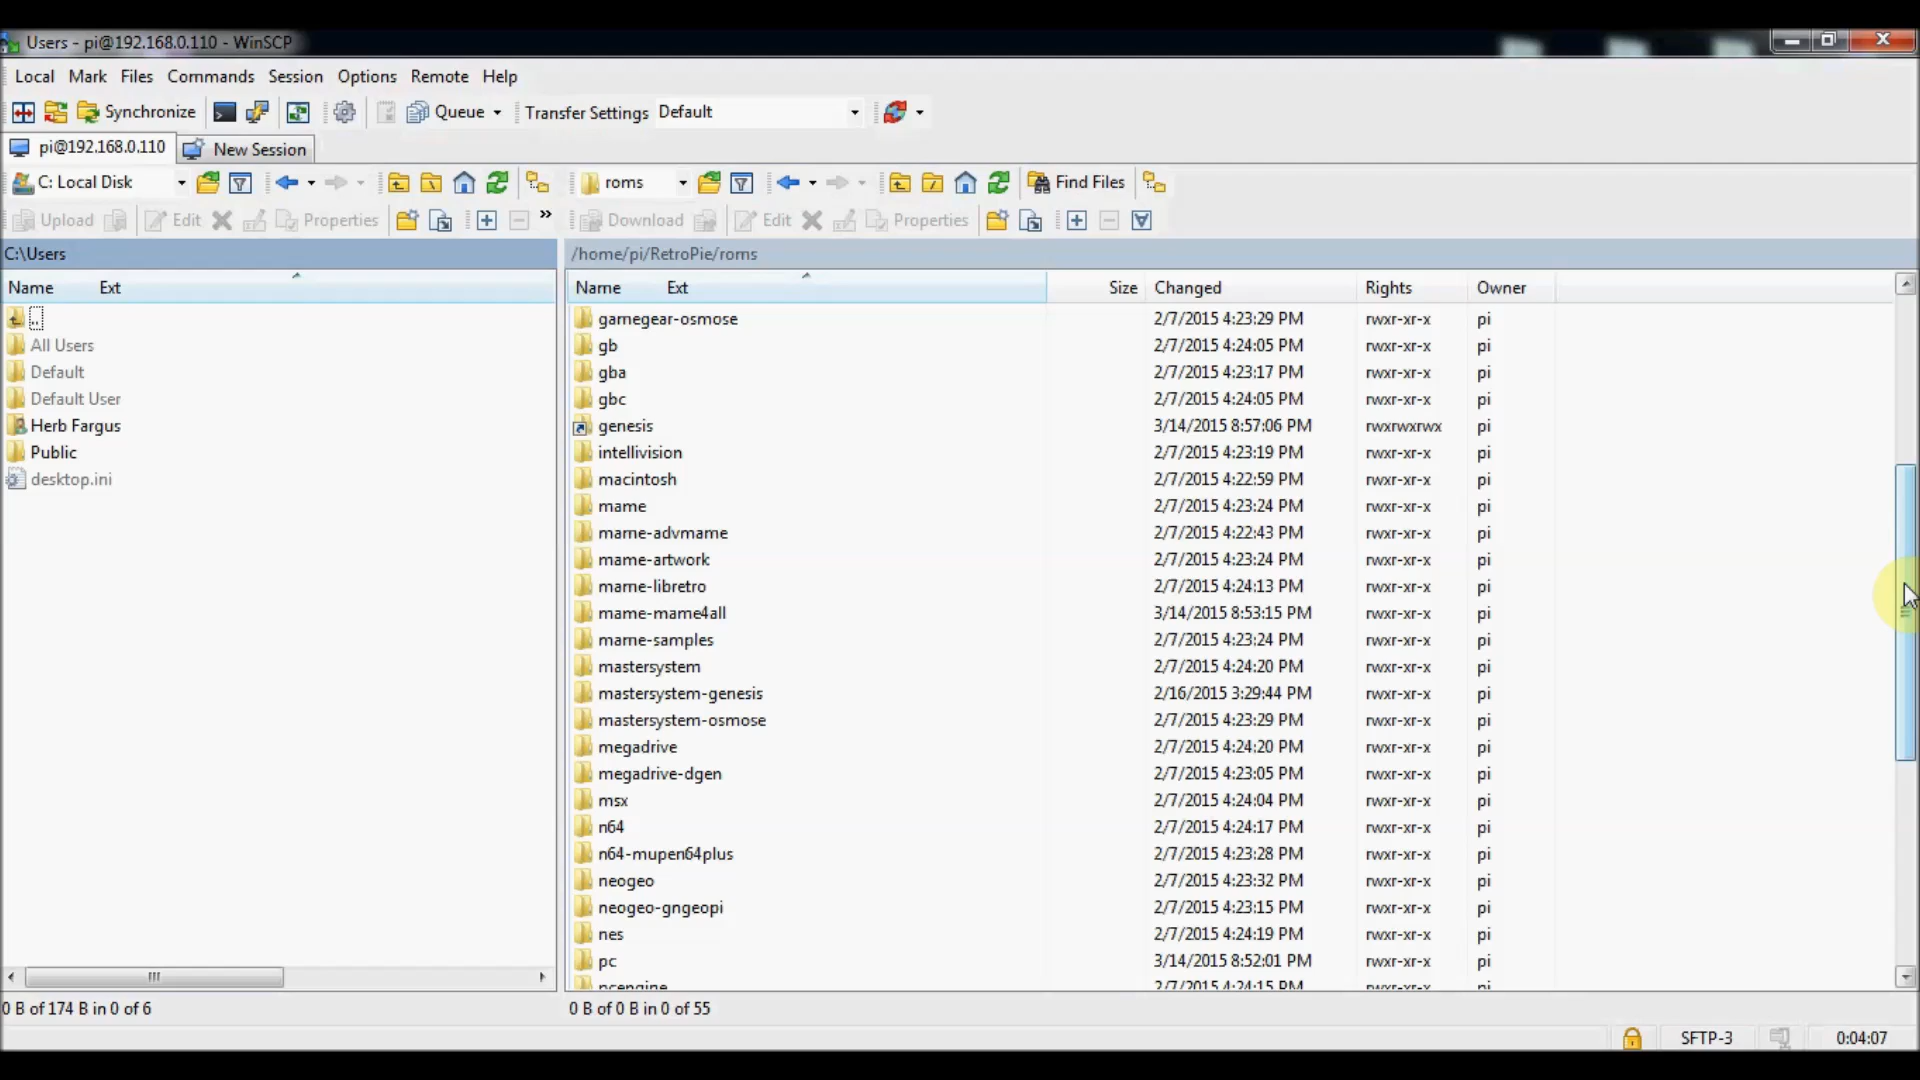 Users - pi@192.168.0.110 - WinSCP
Local Mark Files Commands Session Options Remote Help
Synchronize Queue Transfer Settings Default
pi@192.168.0.110 New Session
C: Local Disk roms Find Files
Upload Edit Properties » Download Edit Properties
C:\Users /home/pi/RetroPie/roms
Name Ext Name Ext Size Changed Rights Owner
.. gamegear-osmose 2/7/2015 4:23:29 PM rwxr-xr-x pi
All Users gb 2/7/2015 4:24:05 PM rwxr-xr-x pi
Default gba 2/7/2015 4:23:17 PM rwxr-xr-x pi
Default User gbc 2/7/2015 4:24:05 PM rwxr-xr-x pi
Herb Fargus genesis 3/14/2015 8:57:06 PM rwxrwxrwx pi
Public intellivision 2/7/2015 4:23:19 PM rwxr-xr-x pi
desktop.ini macintosh 2/7/2015 4:22:59 PM rwxr-xr-x pi
mame 2/7/2015 4:23:24 PM rwxr-xr-x pi
mame-advmame 2/7/2015 4:22:43 PM rwxr-xr-x pi
mame-artwork 2/7/2015 4:23:24 PM rwxr-xr-x pi
mame-libretro 2/7/2015 4:24:13 PM rwxr-xr-x pi
mame-mame4all 3/14/2015 8:53:15 PM rwxr-xr-x pi
mame-samples 2/7/2015 4:23:24 PM rwxr-xr-x pi
mastersystem 2/7/2015 4:24:20 PM rwxr-xr-x pi
mastersystem-genesis 2/16/2015 3:29:44 PM rwxr-xr-x pi
mastersystem-osmose 2/7/2015 4:23:29 PM rwxr-xr-x pi
megadrive 2/7/2015 4:24:20 PM rwxr-xr-x pi
megadrive-dgen 2/7/2015 4:23:05 PM rwxr-xr-x pi
msx 2/7/2015 4:24:04 PM rwxr-xr-x pi
n64 2/7/2015 4:24:17 PM rwxr-xr-x pi
n64-mupen64plus 2/7/2015 4:23:28 PM rwxr-xr-x pi
neogeo 2/7/2015 4:23:32 PM rwxr-xr-x pi
neogeo-gngeopi 2/7/2015 4:23:15 PM rwxr-xr-x pi
nes 2/7/2015 4:24:19 PM rwxr-xr-x pi
pc 3/14/2015 8:52:01 PM rwxr-xr-x pi
pcengine 2/7/2015 4:24:15 PM rwxr-xr-x pi
0 B of 174 B in 0 of 6 0 B of 0 B in 0 of 55
SFTP-3 0:04:07